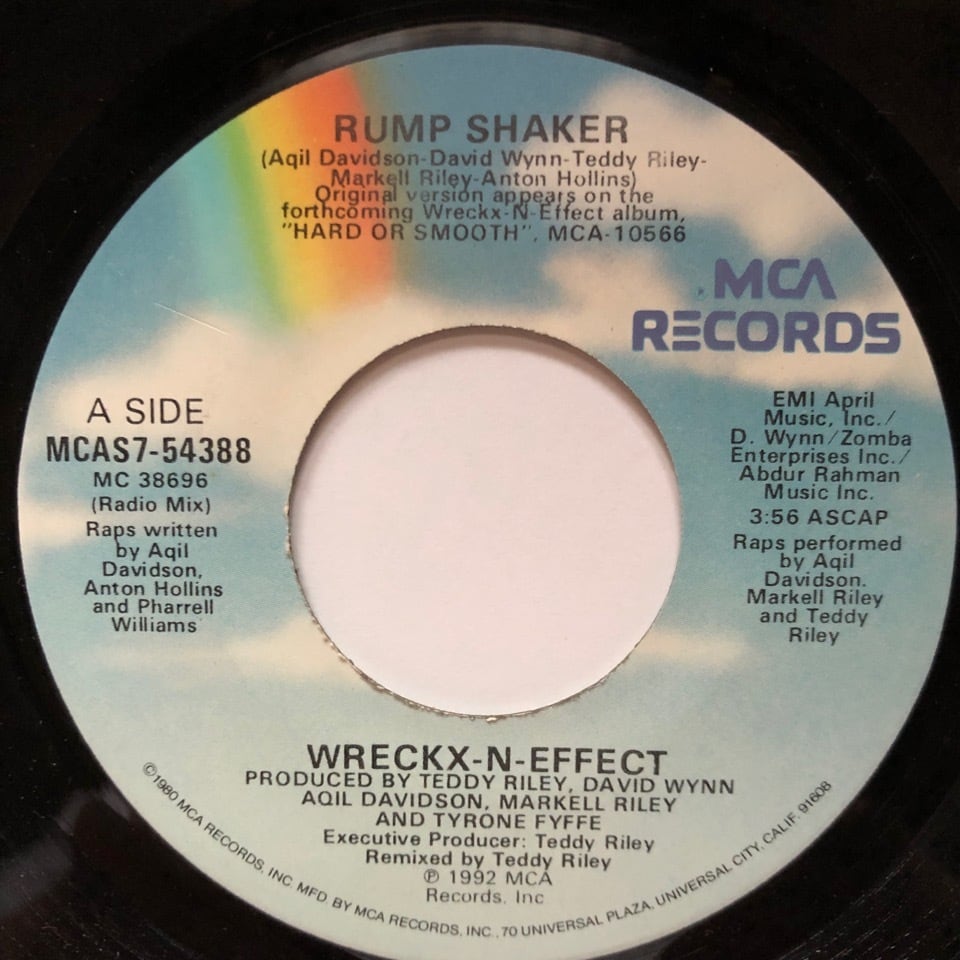 RUMP SHAKER
(Aqil Davidson-David Wynn-Teddy Riley-
Markell Riley-Anton Hollins)
Original version appears on the
forthcoming Wreckx-N-Effect album,
"HARD OR SMOOTH", MCA-10566
MCA
RECORDS
A SIDE
MCAS7-54388
MC 38696
(Radio Mix)
Raps written
by Aqil
Davidson,
Anton Hollins
and Pharrell
Williams
EMI April
Music, Inc./
D. Wynn/Zomba
Enterprises Inc./
Abdur Rahman
Music Inc.
3:56 ASCAP
Raps performed
by Aqil
Davidson.
Markell Riley
and Teddy
Riley
WRECKX-N-EFFECT
PRODUCED BY TEDDY RILEY, DAVID WYNN
AQIL DAVIDSON, MARKELL RILEY
AND TYRONE FYFFE
Executive Producer: Teddy Riley
Remixed by Teddy Riley
℗ 1992 MCA
Records, Inc
©1980 MCA RECORDS, INC. MFD. BY MCA RECORDS, INC., 70 UNIVERSAL PLAZA, UNIVERSAL CITY, CALIF. 91608